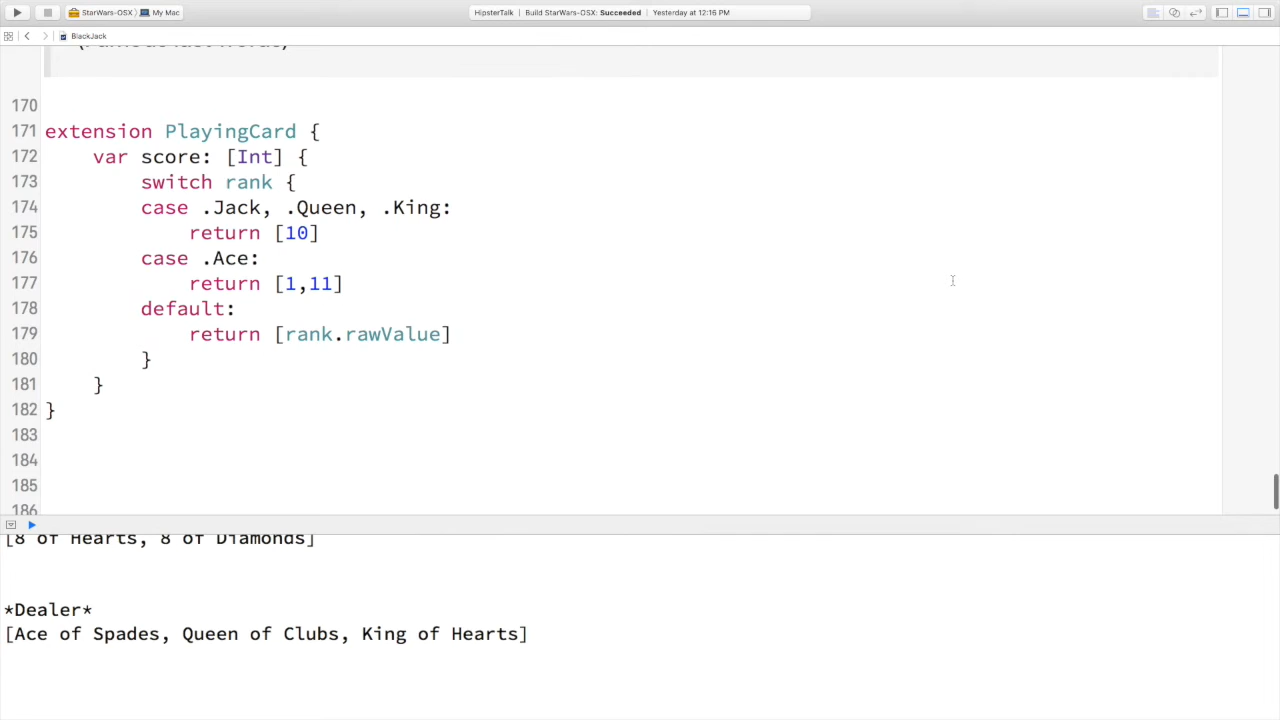 StarWars-OSX 〉 My Mac
HipsterTalk | Build StarWars-OSX: Succeeded | Yesterday at 12:16 PM
BlackJack
170
171 extension PlayingCard {
172 var score: [Int] {
173 switch rank {
174 case .Jack, .Queen, .King:
175 return [10]
176 case .Ace:
177 return [1,11]
178 default:
179 return [rank.rawValue]
180 }
181 }
182 }
183
184
185
186
[8 of Hearts, 8 of Diamonds]
*Dealer*
[Ace of Spades, Queen of Clubs, King of Hearts]